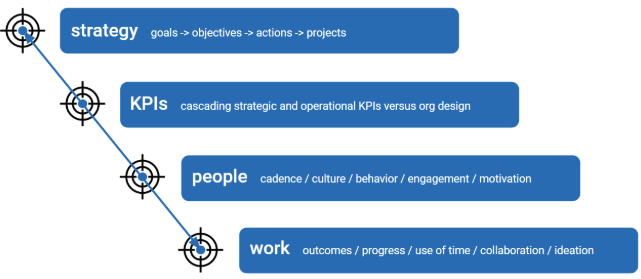 strategy goals -> objectives -> actions -> projects
KPIs cascading strategic and operational KPIs versus org design
people cadence / culture / behavior / engagement / motivation
work outcomes / progress / use of time / collaboration / ideation